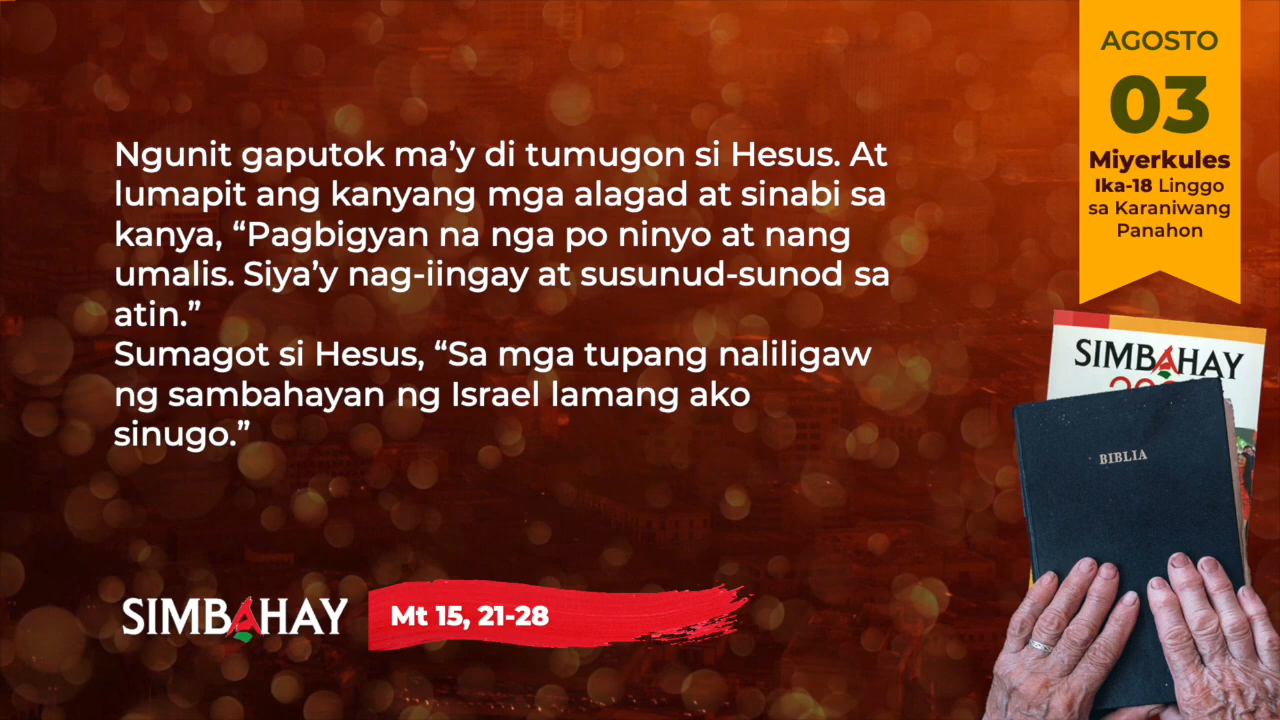 Ngunit gaputok ma’y di tumugon si Hesus. At
lumapit ang kanyang mga alagad at sinabi sa
kanya, “Pagbigyan na nga po ninyo at nang
umalis. Siya’y nag-iingay at susunud-sunod sa
atin.”
Sumagot si Hesus, “Sa mga tupang naliligaw
ng sambahayan ng Israel lamang ako
sinugo.”
SIMBAHAY
Mt 15, 21-28
AGOSTO
03
Miyerkules
Ika-18 Linggo
sa Karaniwang
Panahon
SIMBAHAY
BIBLIA